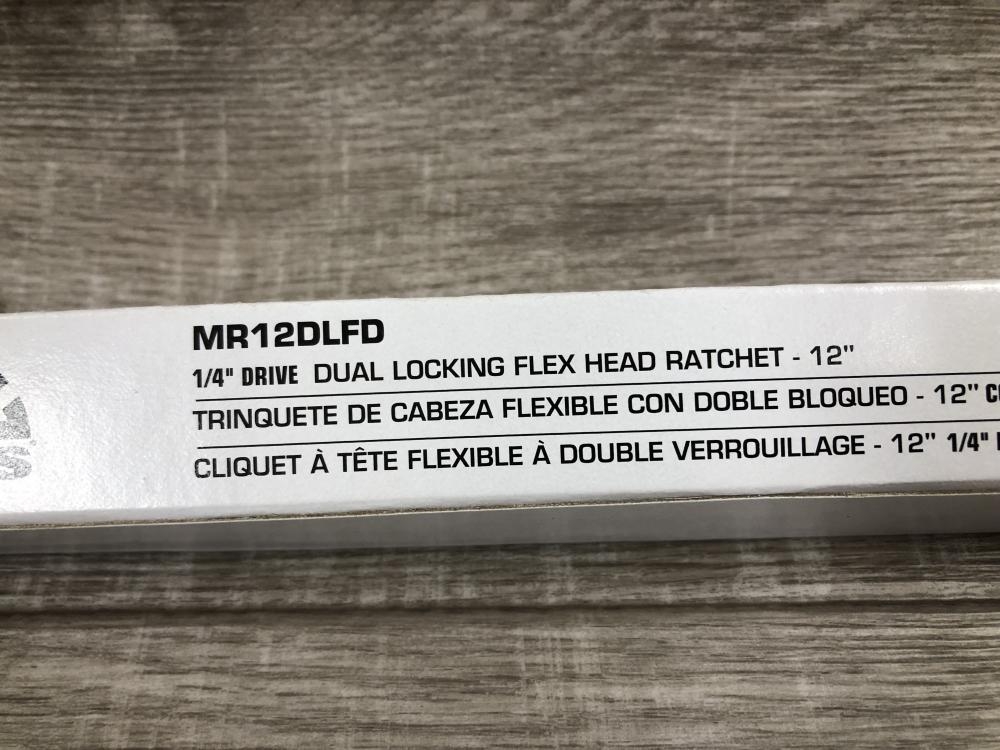 MR12DLFD
1/4" DRIVE DUAL LOCKING FLEX HEAD RATCHET - 12"
TRINQUETE DE CABEZA FLEXIBLE CON DOBLE BLOQUEO - 12"
CLIQUET À TÊTE FLEXIBLE À DOUBLE VERROUILLAGE - 12" 1/4"